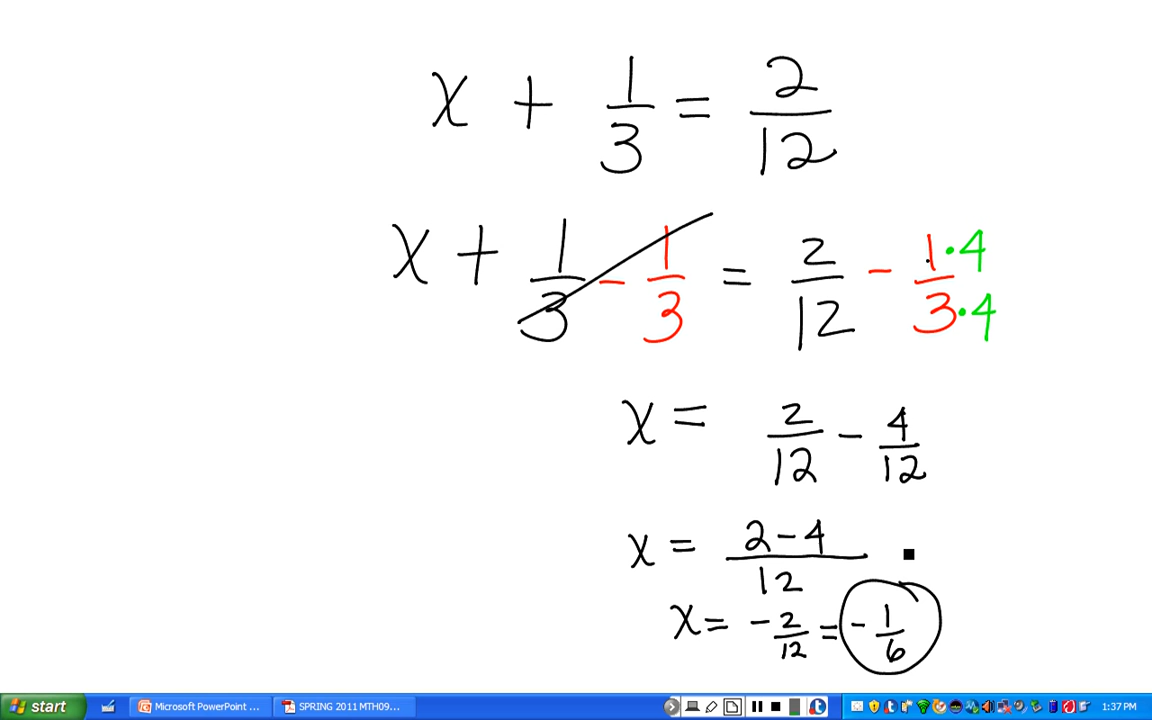 x + 1/3 = 2/12
x + 1/3 - 1/3 = 2/12 - 1·4/3·4
x = 2/12 - 4/12
x = 2-4/12
x = -2/12 = -1/6
start
Microsoft PowerPoint ...
SPRING 2011 MTH09...
1:37 PM